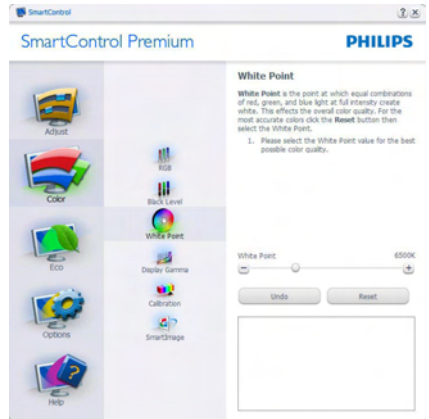 SmartControl
SmartControl Premium
PHILIPS
Adjust
Color
Eco
Options
Help
RGB
Black Level
White Point
Display Gamma
Calibration
SmartImage
White Point
White Point is the point at which equal combinations
of red, green, and blue light at full intensity create
white. This effects the overall color quality. For the
most accurate colors click the Reset button then
select the White Point.
1. Please select the White Point value for the best
possible color quality.
White Point 6500K
Undo Reset